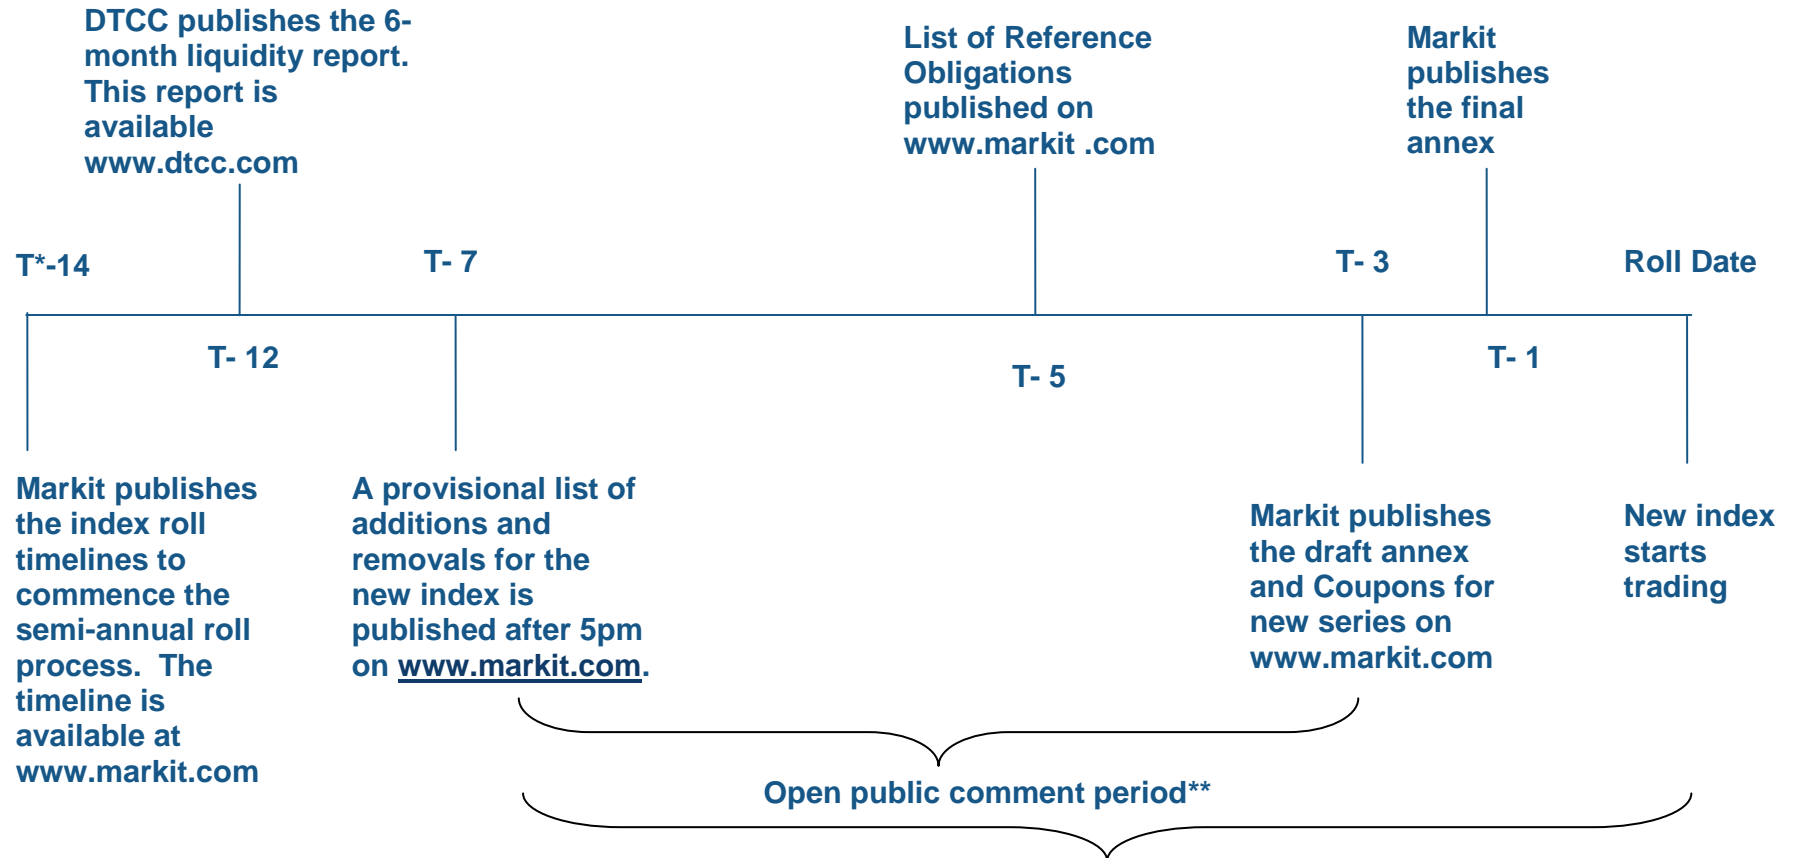 DTCC publishes the 6-
month liquidity report.
This report is
available
www.dtcc.com
List of Reference
Obligations
published on
www.markit .com
Markit
publishes
the final
annex
T*-14
T- 7
T- 3
Roll Date
T- 12
T- 5
T- 1
Markit publishes
the index roll
timelines to
commence the
semi-annual roll
process.  The
timeline is
available at
www.markit.com
A provisional list of
additions and
removals for the
new index is
published after 5pm
on www.markit.com.
Markit publishes
the draft annex
and Coupons for
new series on
www.markit.com
New index
starts
trading
Open public comment period**